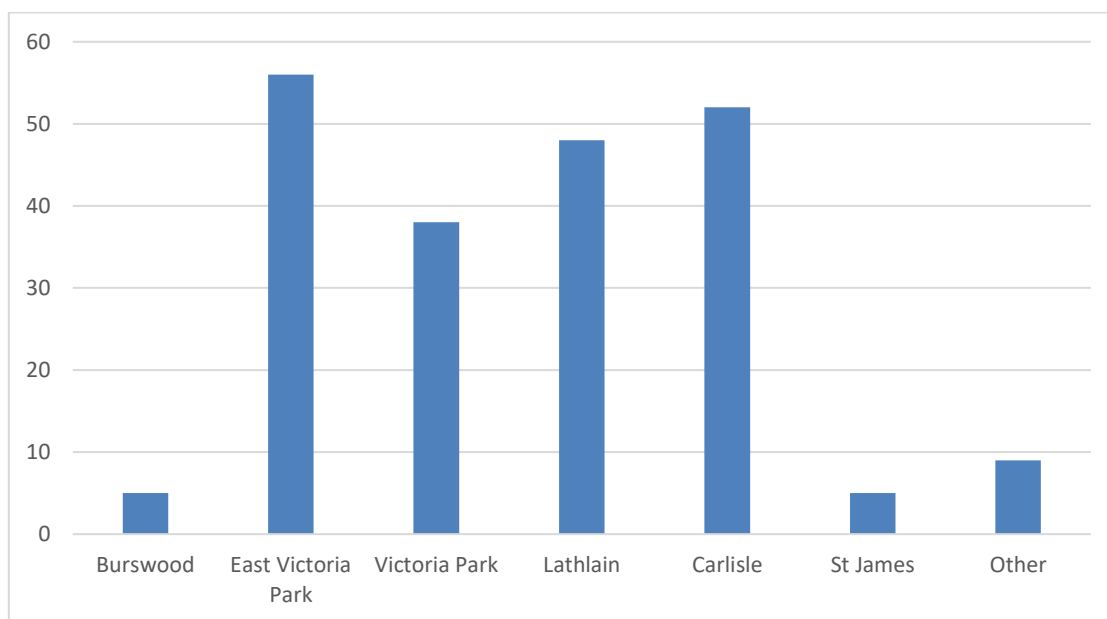 60
50
40
30
20
10
0
Burswood
East Victoria
Park
Victoria Park
Lathlain
Carlisle
St James
Other